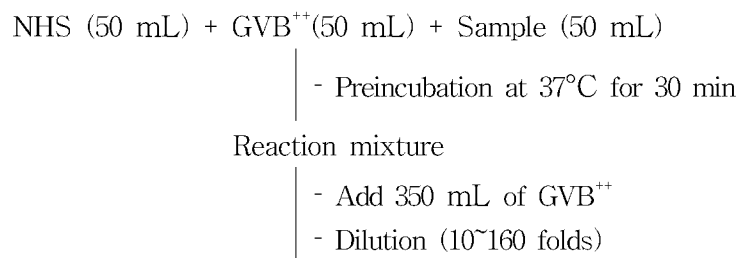 NHS (50 mL) + GVB⁺⁺(50 mL) + Sample (50 mL)
- Preincubation at 37°C for 30 min
Reaction mixture
- Add 350 mL of GVB⁺⁺
- Dilution (10~160 folds)